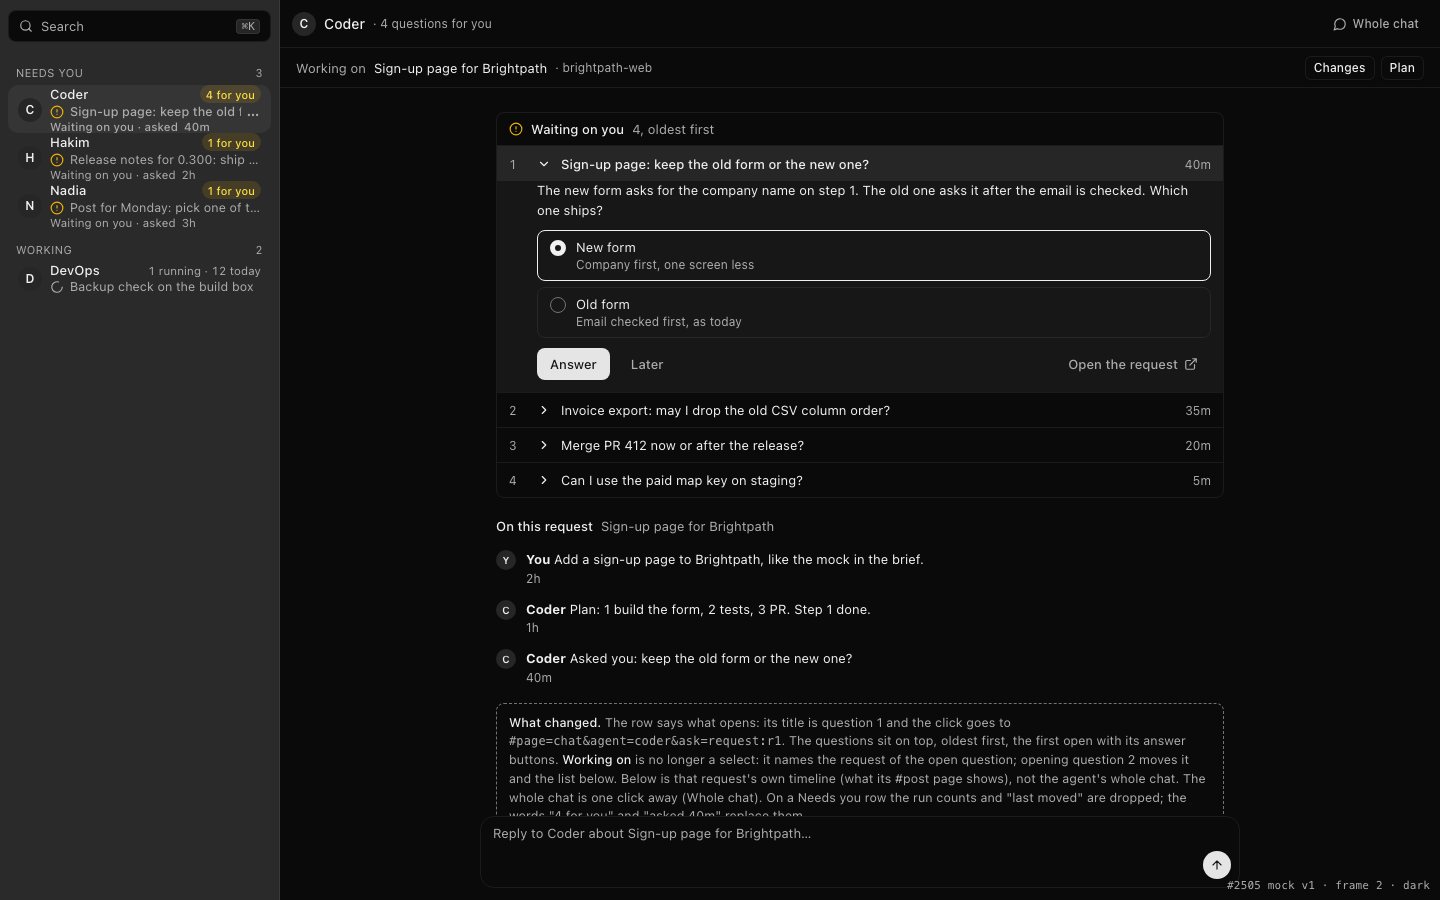 Search ⌘K
NEEDS YOU 3
C Coder 4 for you
Sign-up page: keep the old f ...
Waiting on you · asked 40m
H Hakim 1 for you
Release notes for 0.300: ship ...
Waiting on you · asked 2h
N Nadia 1 for you
Post for Monday: pick one of t...
Waiting on you · asked 3h
WORKING 2
D DevOps 1 running · 12 today
Backup check on the build box
C Coder · 4 questions for you Whole chat
Working on Sign-up page for Brightpath · brightpath-web Changes Plan
Waiting on you 4, oldest first
1 Sign-up page: keep the old form or the new one? 40m
The new form asks for the company name on step 1. The old one asks it after the email is checked. Which
one ships?
New form
Company first, one screen less
Old form
Email checked first, as today
Answer Later Open the request
2 Invoice export: may I drop the old CSV column order? 35m
3 Merge PR 412 now or after the release? 20m
4 Can I use the paid map key on staging? 5m
On this request Sign-up page for Brightpath
Y You Add a sign-up page to Brightpath, like the mock in the brief.
2h
C Coder Plan: 1 build the form, 2 tests, 3 PR. Step 1 done.
1h
C Coder Asked you: keep the old form or the new one?
40m
What changed. The row says what opens: its title is question 1 and the click goes to
#page=chat&agent=coder&ask=request:r1. The questions sit on top, oldest first, the first open with its answer
buttons. Working on is no longer a select: it names the request of the open question; opening question 2 moves it
and the list below. Below is that request's own timeline (what its #post page shows), not the agent's whole chat. The
whole chat is one click away (Whole chat). On a Needs you row the run counts and "last moved" are dropped; the
words "4 for you" and "asked 40m" replace them.
Reply to Coder about Sign-up page for Brightpath...
#2505 mock v1 · frame 2 · dark